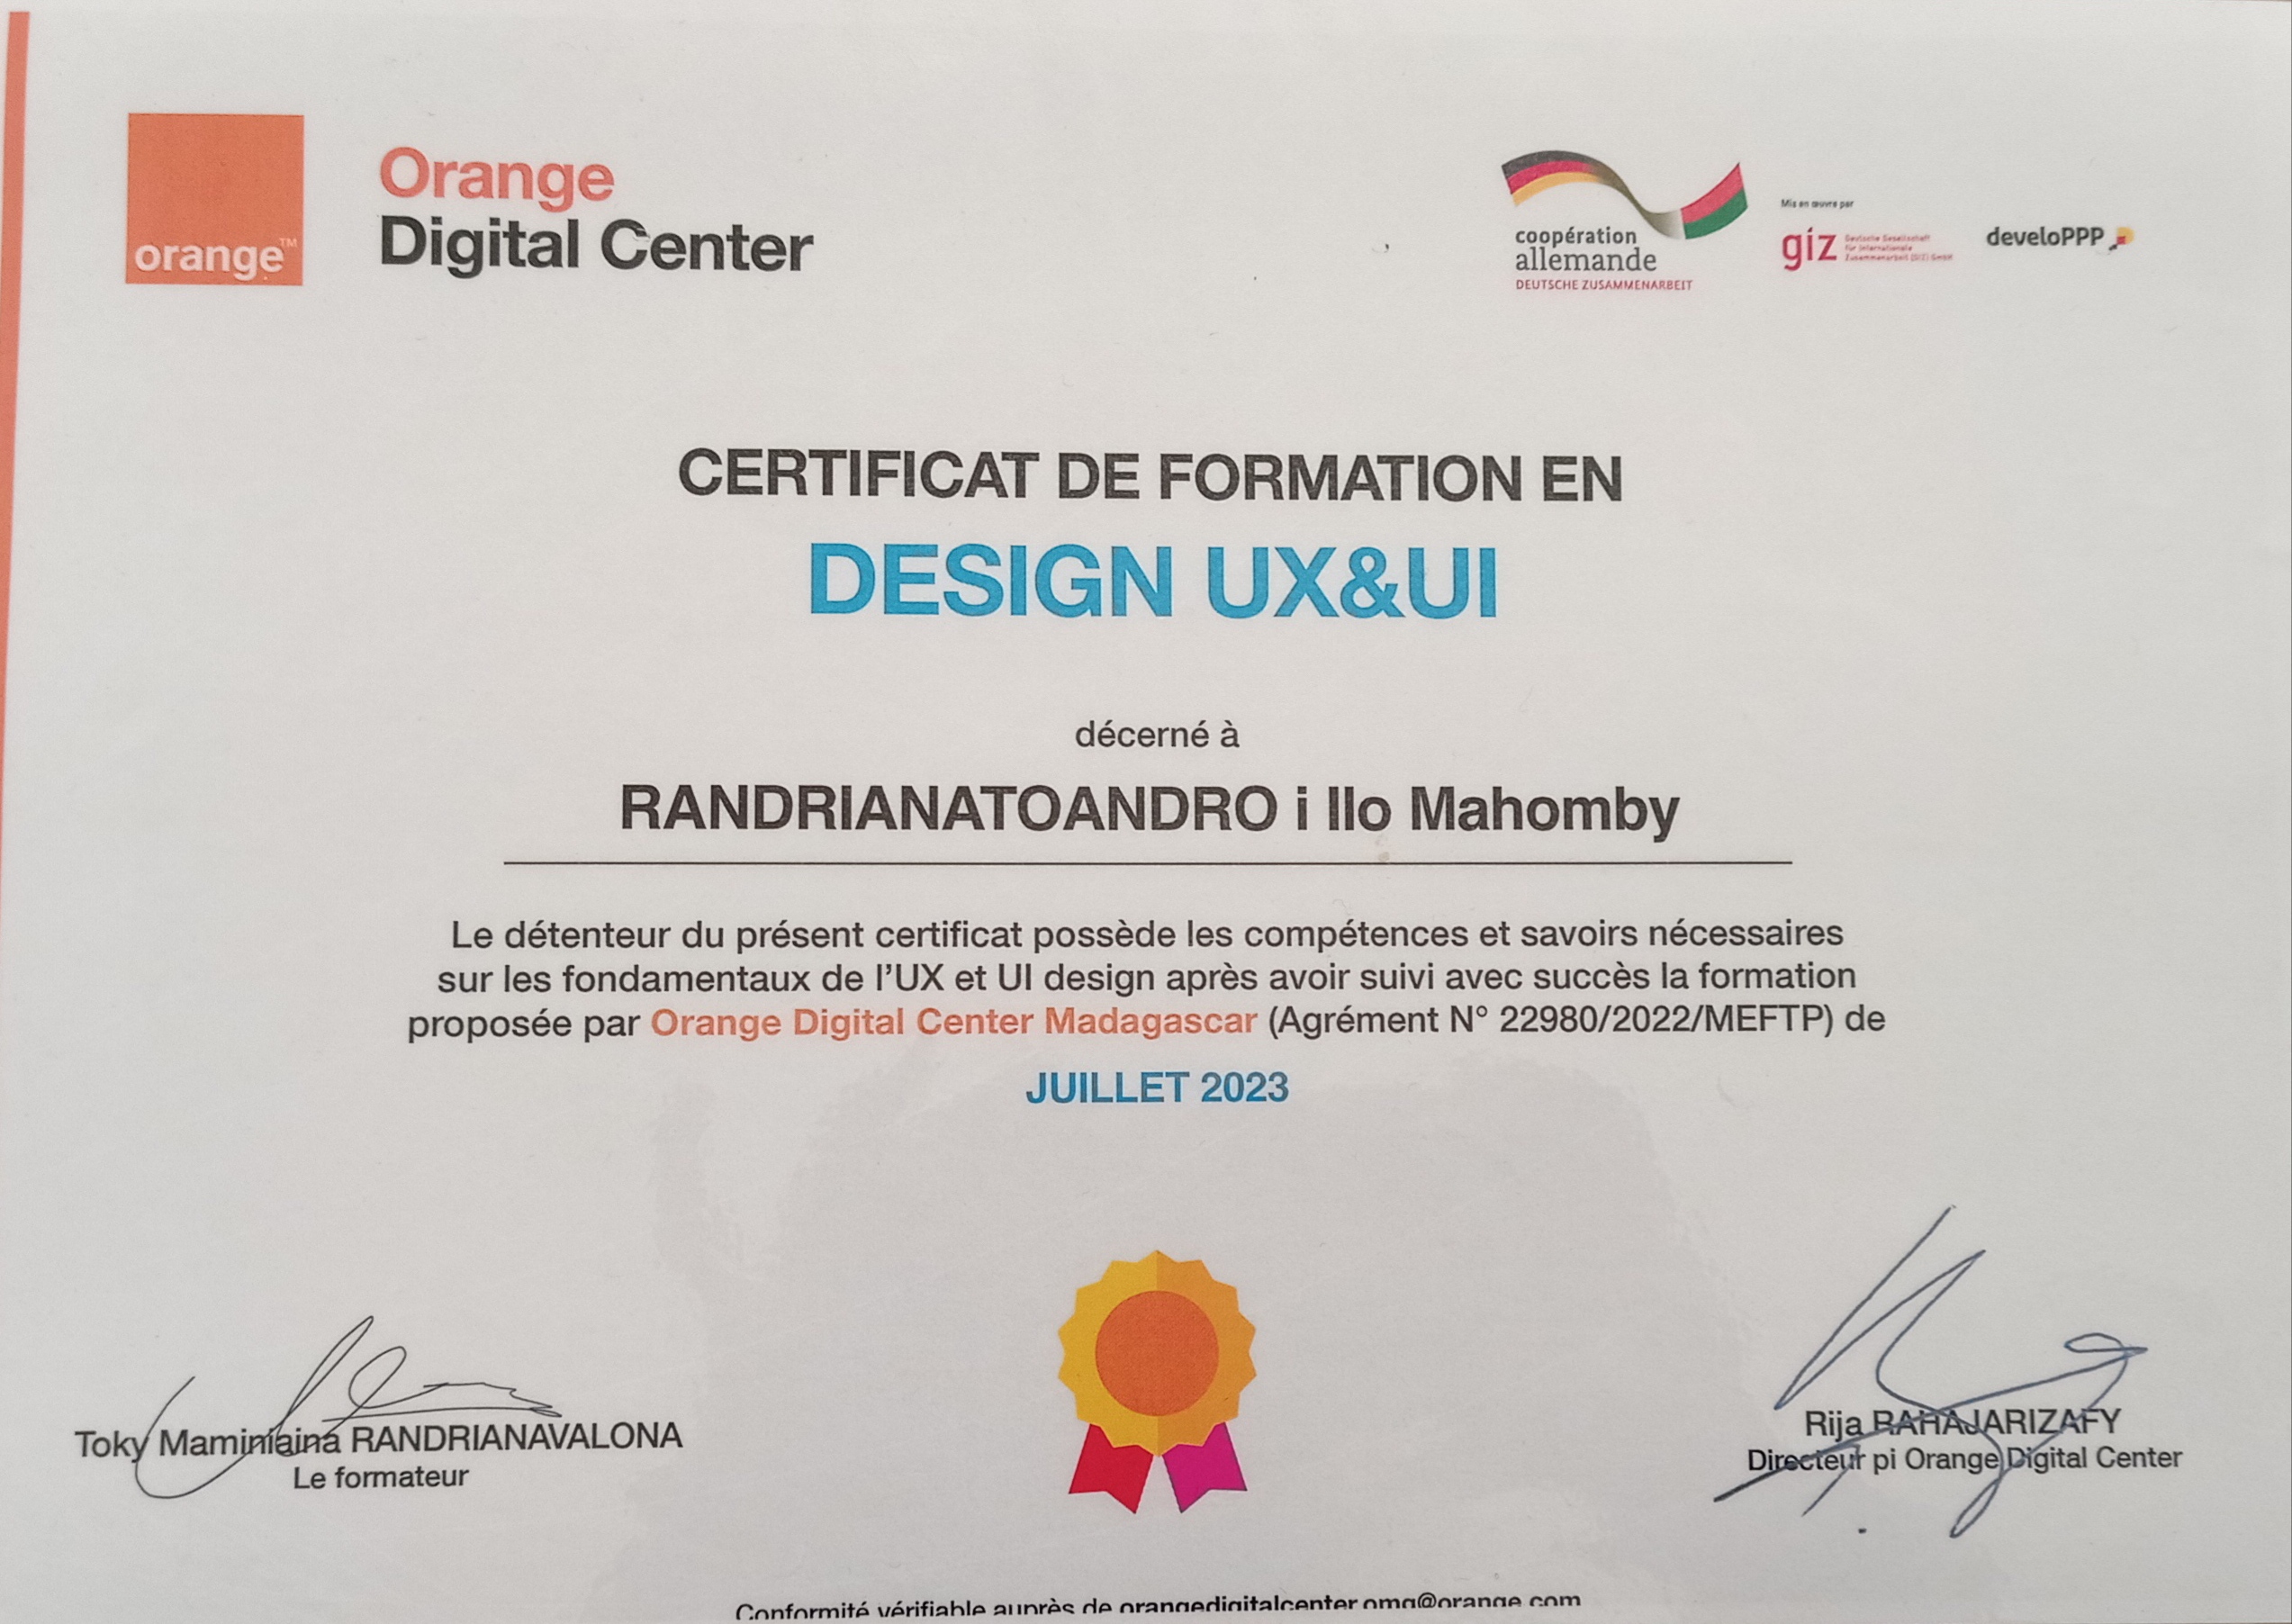 orange™
Orange
Digital Center
coopération
allemande
DEUTSCHE ZUSAMMENARBEIT
Mis en œuvre par
giz
Deutsche Gesellschaft
für Internationale
Zusammenarbeit (GIZ) GmbH
develoPPP
CERTIFICAT DE FORMATION EN
DESIGN UX&UI
décerné à
RANDRIANATOANDRO i Ilo Mahomby
Le détenteur du présent certificat possède les compétences et savoirs nécessaires
sur les fondamentaux de l’UX et UI design après avoir suivi avec succès la formation
proposée par Orange Digital Center Madagascar (Agrément N° 22980/2022/MEFTP) de
JUILLET 2023
Toky Maminiaina RANDRIANAVALONA
Le formateur
Rija RAHAJARIZAFY
Directeur pi Orange Digital Center
Conformité vérifiable auprès de orangedigitalcenter.omg@orange.com